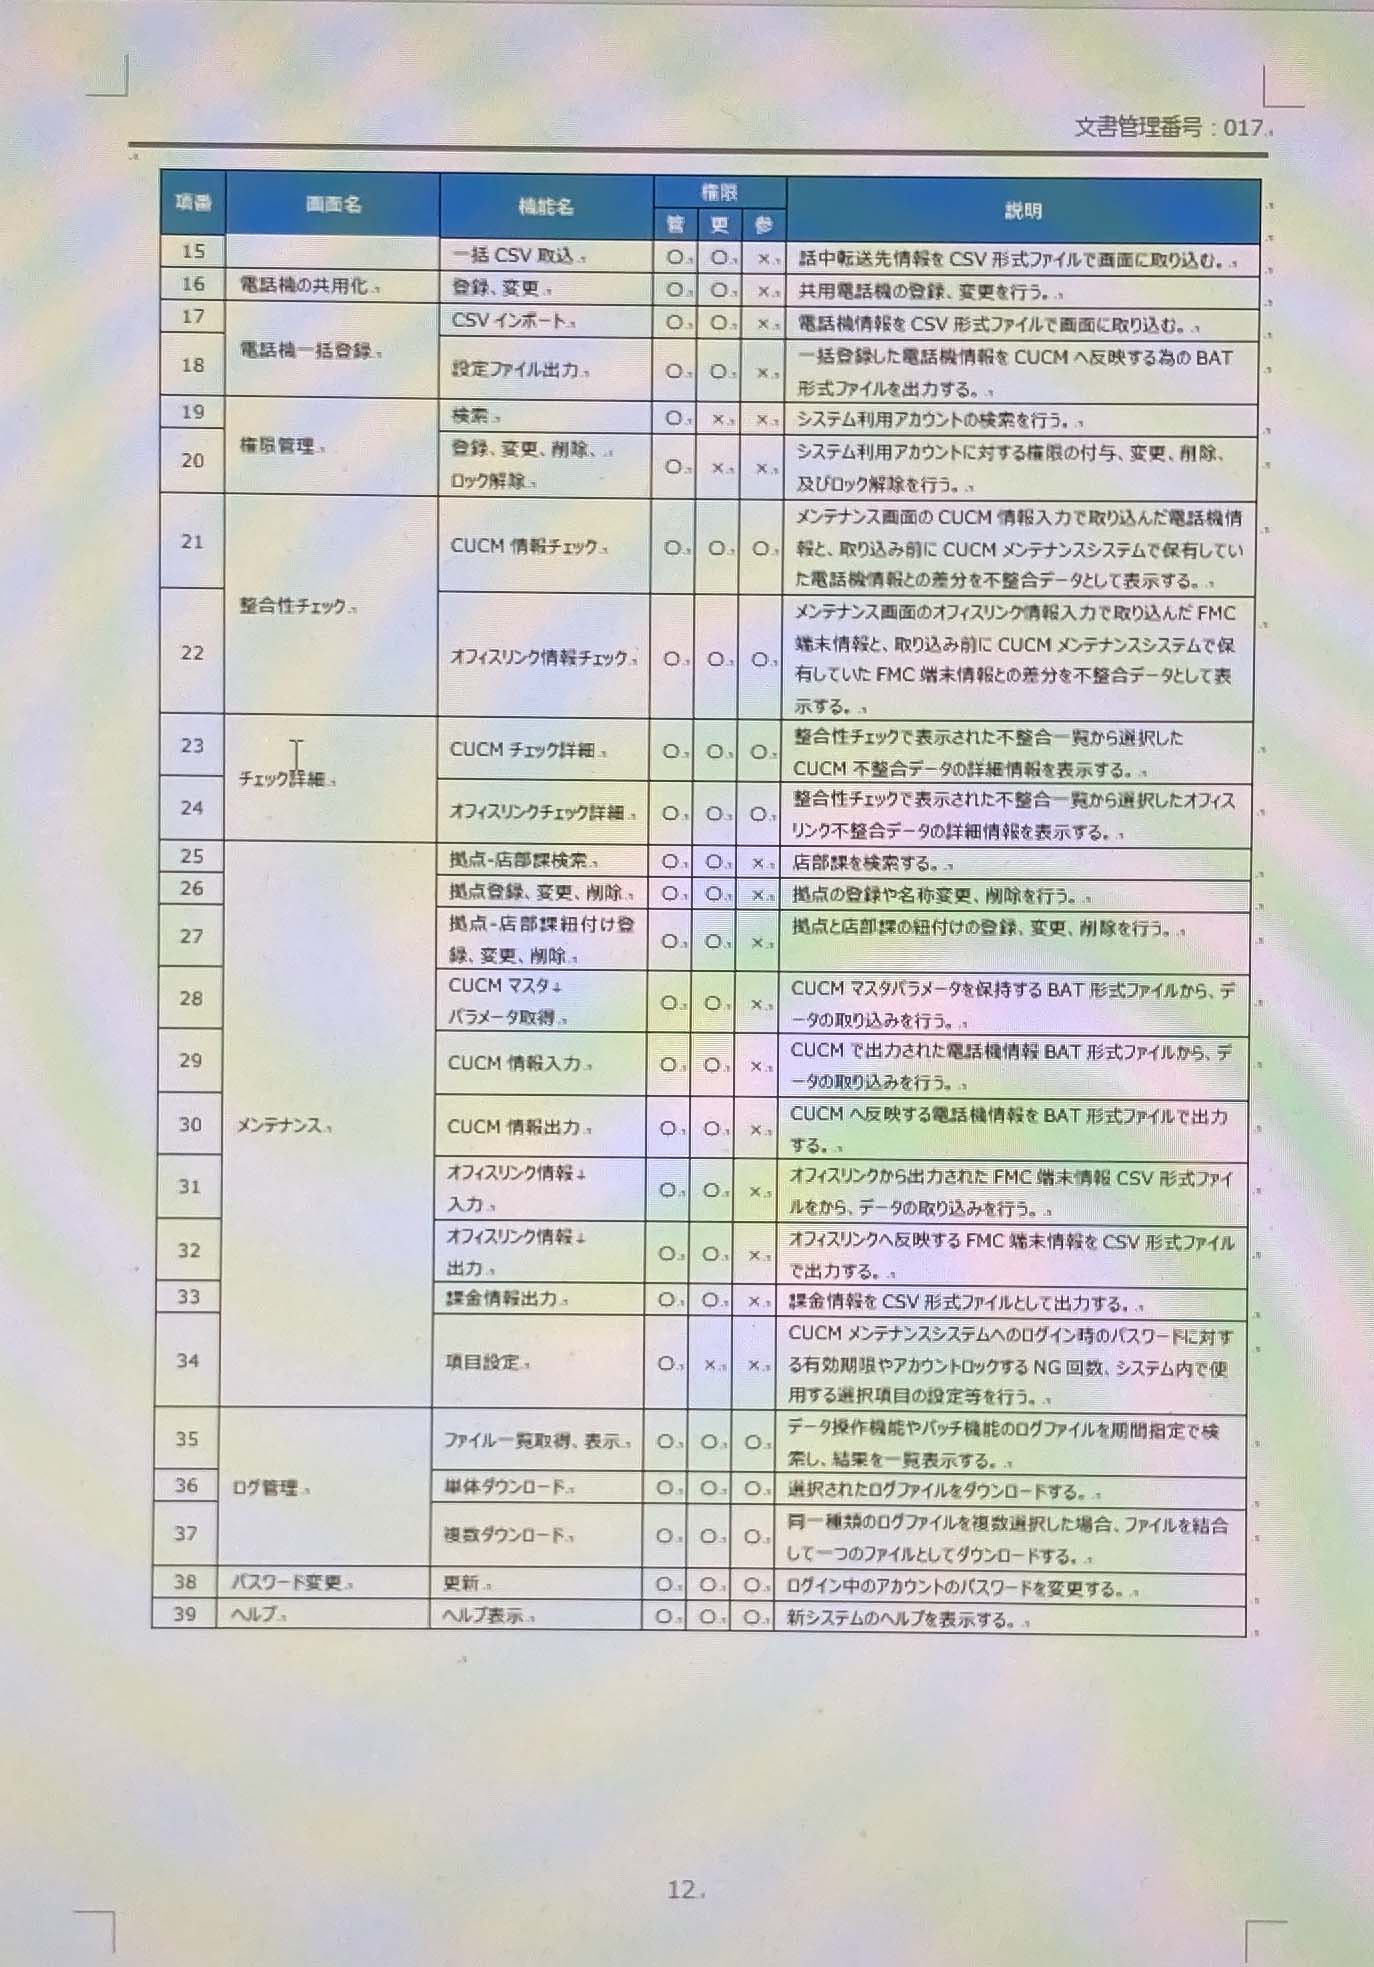 文書管理番号：017
項番 画面名 機能名 権限 説明
管 更 参
15 一括 CSV 取込 〇 〇 × 話中転送先情報を CSV 形式ファイルで画面に取り込む。
16 電話機の共用化 登録、変更 〇 〇 × 共用電話機の登録、変更を行う。
17 電話機一括登録 CSV インポート 〇 〇 × 電話機情報を CSV 形式ファイルで画面に取り込む。
18 設定ファイル出力 〇 〇 × 一括登録した電話機情報を CUCM へ反映する為の BAT
形式ファイルを出力する。
19 権限管理 検索 〇 × × システム利用アカウントの検索を行う。
20 登録、変更、削除、 〇 × × システム利用アカウントに対する権限の付与、変更、削除、
ロック解除 及びロック解除を行う。
21 整合性チェック CUCM 情報チェック 〇 〇 〇 メンテナンス画面の CUCM 情報入力で取り込んだ電話機情
報と、取り込み前に CUCM メンテナンスシステムで保有してい
た電話機情報との差分を不整合データとして表示する。
22 オフィスリンク情報チェック 〇 〇 〇 メンテナンス画面のオフィスリンク情報入力で取り込んだ FMC
端末情報と、取り込み前に CUCM メンテナンスシステムで保
有していた FMC 端末情報との差分を不整合データとして表
示する。
23 チェック詳細 CUCM チェック詳細 〇 〇 〇 整合性チェックで表示された不整合一覧から選択した
CUCM 不整合データの詳細情報を表示する。
24 オフィスリンクチェック詳細 〇 〇 〇 整合性チェックで表示された不整合一覧から選択したオフィス
リンク不整合データの詳細情報を表示する。
25 メンテナンス 拠点-店部課検索 〇 〇 × 店部課を検索する。
26 拠点登録、変更、削除 〇 〇 × 拠点の登録や名称変更、削除を行う。
27 拠点-店部課紐付け登 〇 〇 × 拠点と店部課の紐付けの登録、変更、削除を行う。
録、変更、削除
28 CUCM マスタ↓ 〇 〇 × CUCM マスタパラメータを保持する BAT 形式ファイルから、デ
パラメータ取得 ータの取り込みを行う。
29 CUCM 情報入力 〇 〇 × CUCM で出力された電話機情報 BAT 形式ファイルから、デ
ータの取り込みを行う。
30 CUCM 情報出力 〇 〇 × CUCM へ反映する電話機情報を BAT 形式ファイルで出力
する。
31 オフィスリンク情報↓ 〇 〇 × オフィスリンクから出力された FMC 端末情報 CSV 形式ファイ
入力 ルをから、データの取り込みを行う。
32 オフィスリンク情報↓ 〇 〇 × オフィスリンクへ反映する FMC 端末情報を CSV 形式ファイル
出力 で出力する。
33 課金情報出力 〇 〇 × 課金情報を CSV 形式ファイルとして出力する。
34 項目設定 〇 × × CUCM メンテナンスシステムへのログイン時のパスワードに対す
る有効期限やアカウントロックする NG 回数、システム内で使
用する選択項目の設定等を行う。
35 ログ管理 ファイル一覧取得、表示 〇 〇 〇 データ操作機能やバッチ機能のログファイルを期間指定で検
索し、結果を一覧表示する。
36 単体ダウンロード 〇 〇 〇 選択されたログファイルをダウンロードする。
37 複数ダウンロード 〇 〇 〇 同一種類のログファイルを複数選択した場合、ファイルを結合
して一つのファイルとしてダウンロードする。
38 パスワード変更 更新 〇 〇 〇 ログイン中のアカウントのパスワードを変更する。
39 ヘルプ ヘルプ表示 〇 〇 〇 新システムのヘルプを表示する。
12